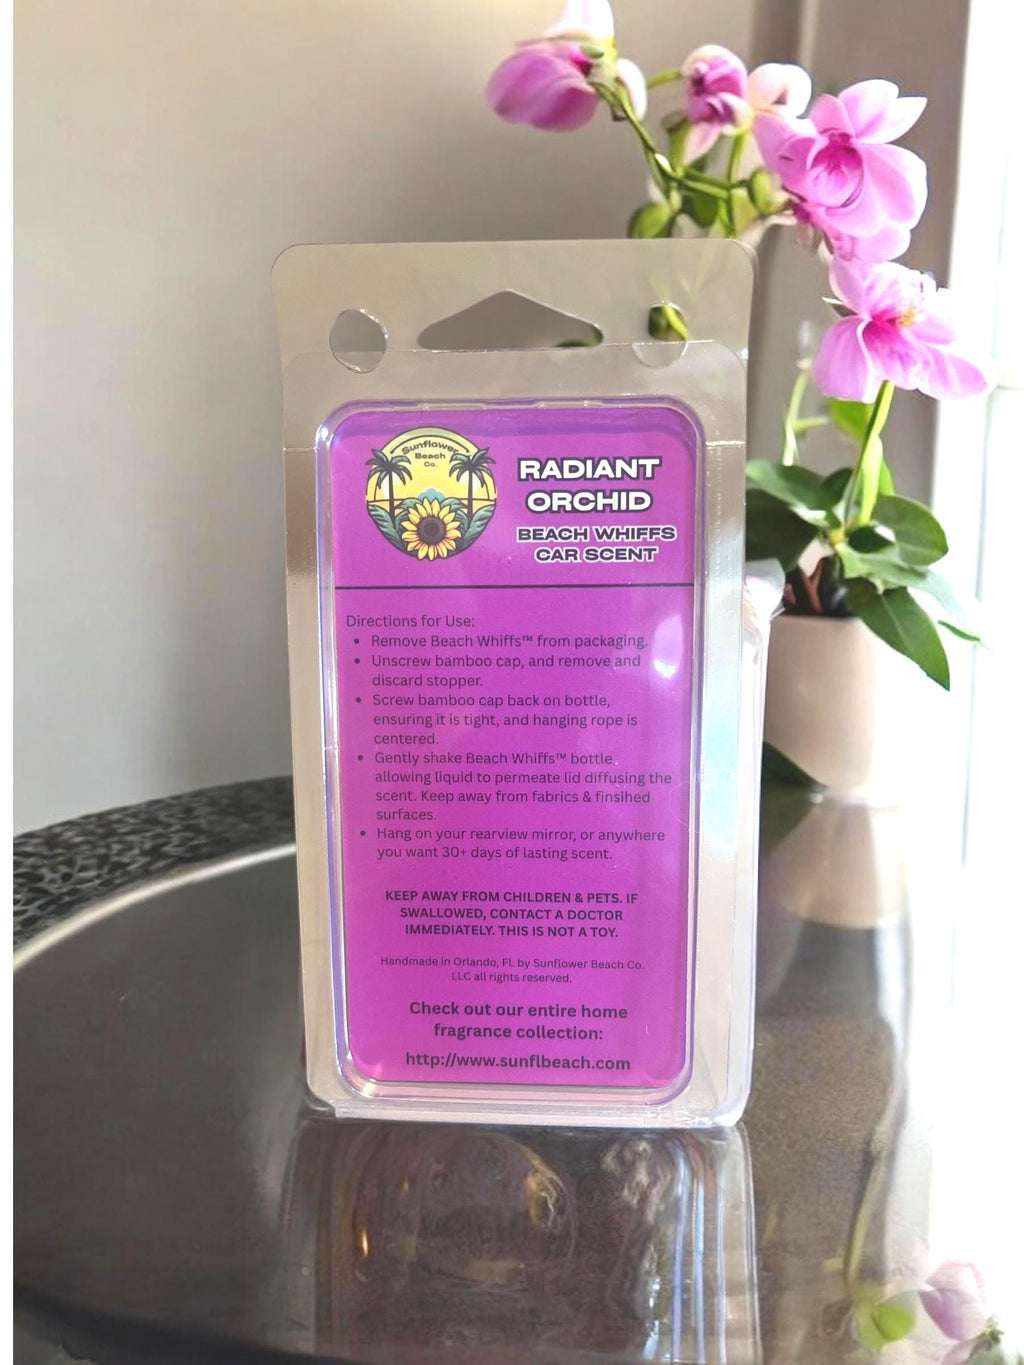 Sunflower
Beach
Co.
RADIANT
ORCHID
BEACH WHIFFS
CAR SCENT
Directions for Use:
• Remove Beach Whiffs™ from packaging.
• Unscrew bamboo cap, and remove and
discard stopper.
• Screw bamboo cap back on bottle,
ensuring it is tight, and hanging rope is
centered.
• Gently shake Beach Whiffs™ bottle,
allowing liquid to permeate lid diffusing the
scent. Keep away from fabrics & finsihed
surfaces.
• Hang on your rearview mirror, or anywhere
you want 30+ days of lasting scent.
KEEP AWAY FROM CHILDREN & PETS. IF
SWALLOWED, CONTACT A DOCTOR
IMMEDIATELY. THIS IS NOT A TOY.
Handmade in Orlando, FL by Sunflower Beach Co.
LLC all rights reserved.
Check out our entire home
fragrance collection:
http://www.sunflbeach.com